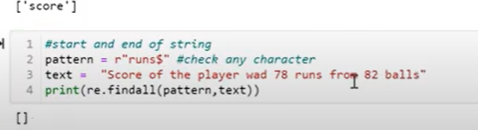 ['score']
1 #start and end of string
2 pattern = r"runs$" #check any character
3 text = "Score of the player wad 78 runs from 82 balls"
4 print(re.findall(pattern,text))
[]